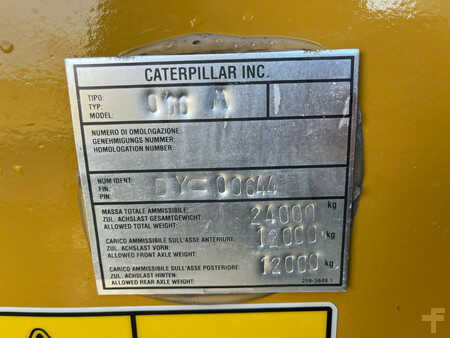 CATERPILLAR INC.
TIPO:
TYP:
MODEL:
A
NUMERO DI OMOLOGAZIONE:
GENEHMIGUNGS NUMMER:
HOMOLOGATION NUMBER:
NUM IDENT:
FIN:
PIN:
00644
MASSA TOTALE AMMISSIBILE:
ZUL. ACHSLAST GESAMTGEWICHT:
ALLOWED TOTAL WEIGHT:
24000 kg
CARICO AMMISSIBILE SULL'ASSE ANTERIORE:
ZUL. ACHSLAST VORN:
ALLOWED FRONT AXLE WEIGHT:
12000 kg
CARICO AMMISSIBILE SULL'ASSE POSTERIORE:
ZUL. ACHSLAST HINTEN:
ALLOWED REAR AXLE WEIGHT:
12000 kg